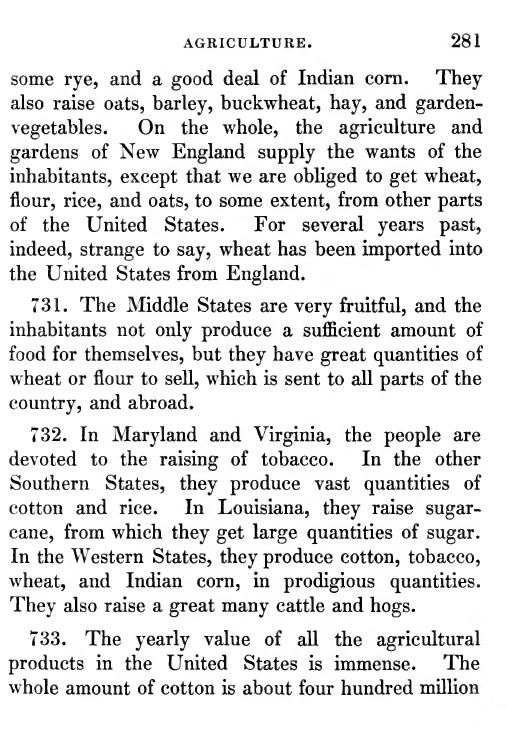 AGRICULTURE. 281
some rye, and a good deal of Indian corn. They
also raise oats, barley, buckwheat, hay, and garden-
vegetables. On the whole, the agriculture and
gardens of New England supply the wants of the
inhabitants, except that we are obliged to get wheat,
flour, rice, and oats, to some extent, from other parts
of the United States. For several years past,
indeed, strange to say, wheat has been imported into
the United States from England.
731. The Middle States are very fruitful, and the
inhabitants not only produce a sufficient amount of
food for themselves, but they have great quantities of
wheat or flour to sell, which is sent to all parts of the
country, and abroad.
732. In Maryland and Virginia, the people are
devoted to the raising of tobacco. In the other
Southern States, they produce vast quantities of
cotton and rice. In Louisiana, they raise sugar-
cane, from which they get large quantities of sugar.
In the Western States, they produce cotton, tobacco,
wheat, and Indian corn, in prodigious quantities.
They also raise a great many cattle and hogs.
733. The yearly value of all the agricultural
products in the United States is immense. The
whole amount of cotton is about four hundred million